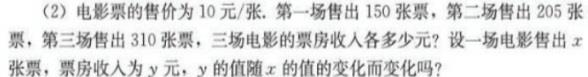 （2）电影票的售价为 10 元/张. 第一场售出 150 张票，第二场售出 205 张
票，第三场售出 310 张票，三场电影的票房收入各多少元？设一场电影售出 x
张票，票房收入为 y 元，y 的值随 x 的值的变化而变化吗？